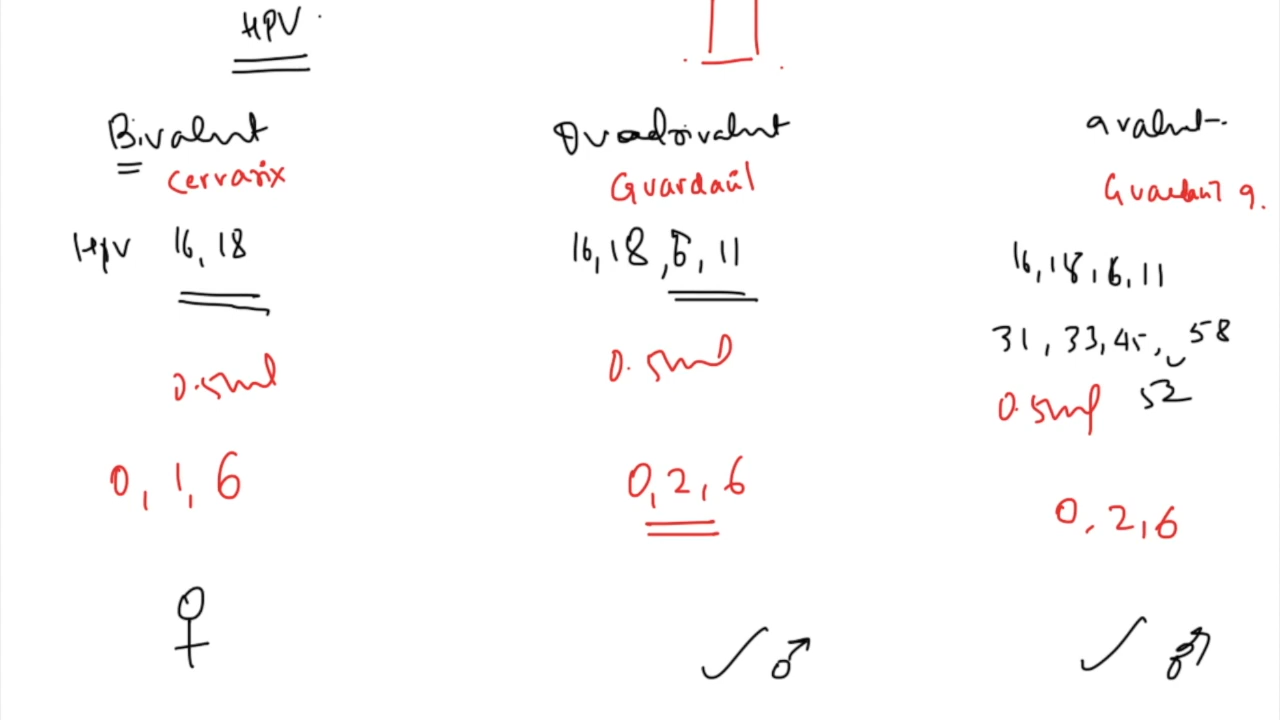 HPV
Bivalent
Quadrivalent
9 valent
Cervarix
Guardasil
Guardasil 9.
Hpv 16, 18
16, 18, 6, 11
16, 18, 6, 11
31, 33, 45, 58
52
0.5ml
0.5ml
0.5ml
0, 1, 6
0, 2, 6
0, 2, 6